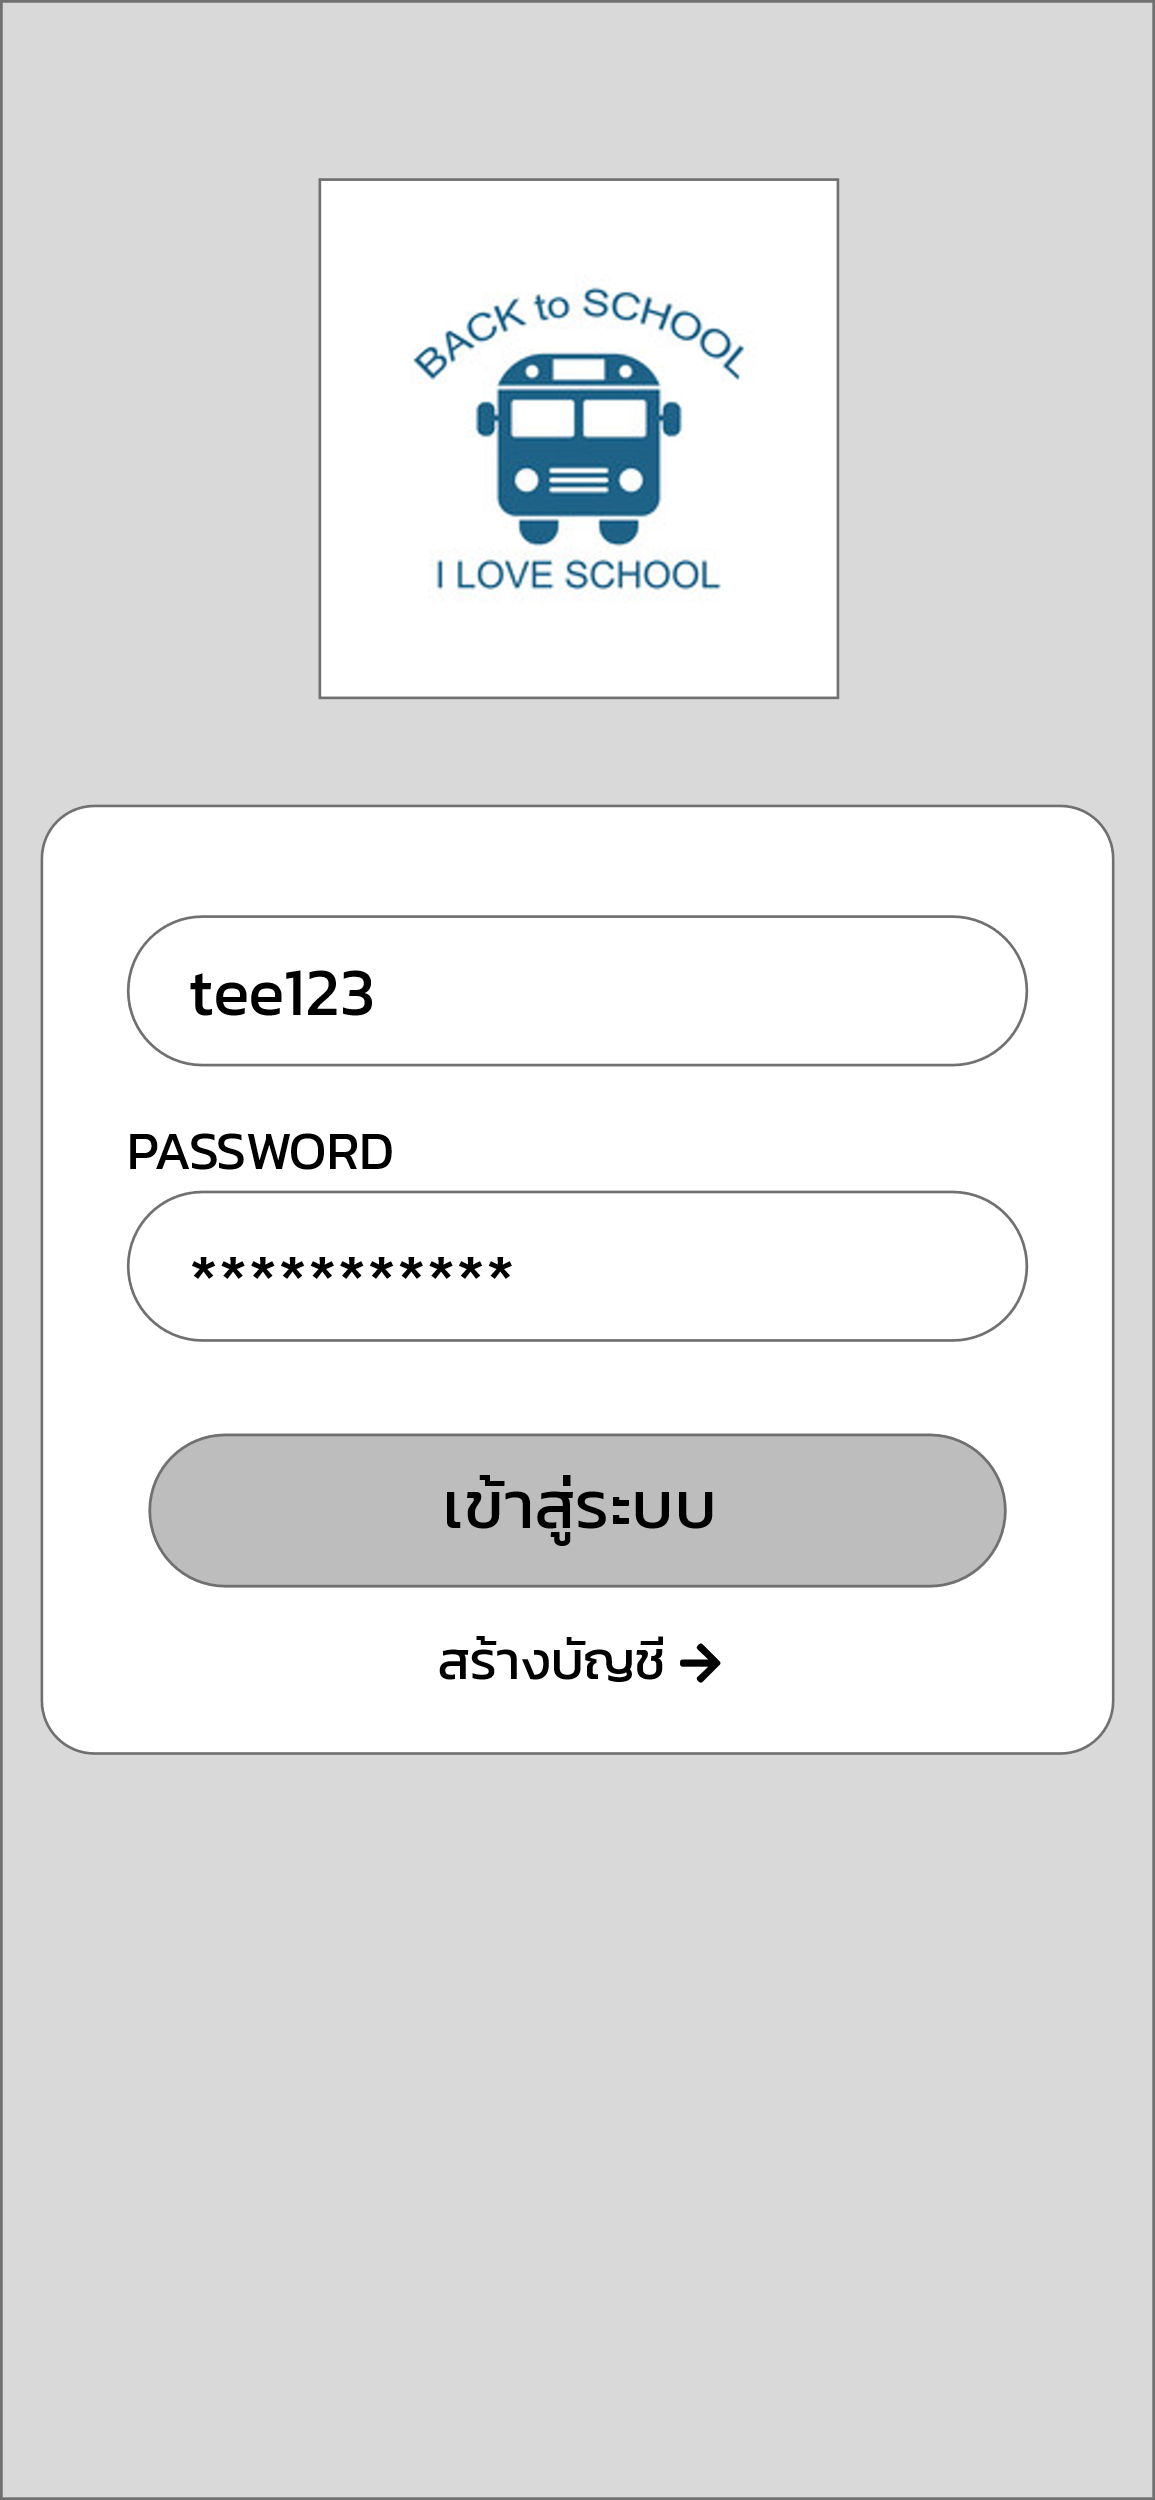 BACK to SCHOOL
I LOVE SCHOOL
tee123
PASSWORD
***********
เข้าสู่ระบบ
สร้างบัญชี →